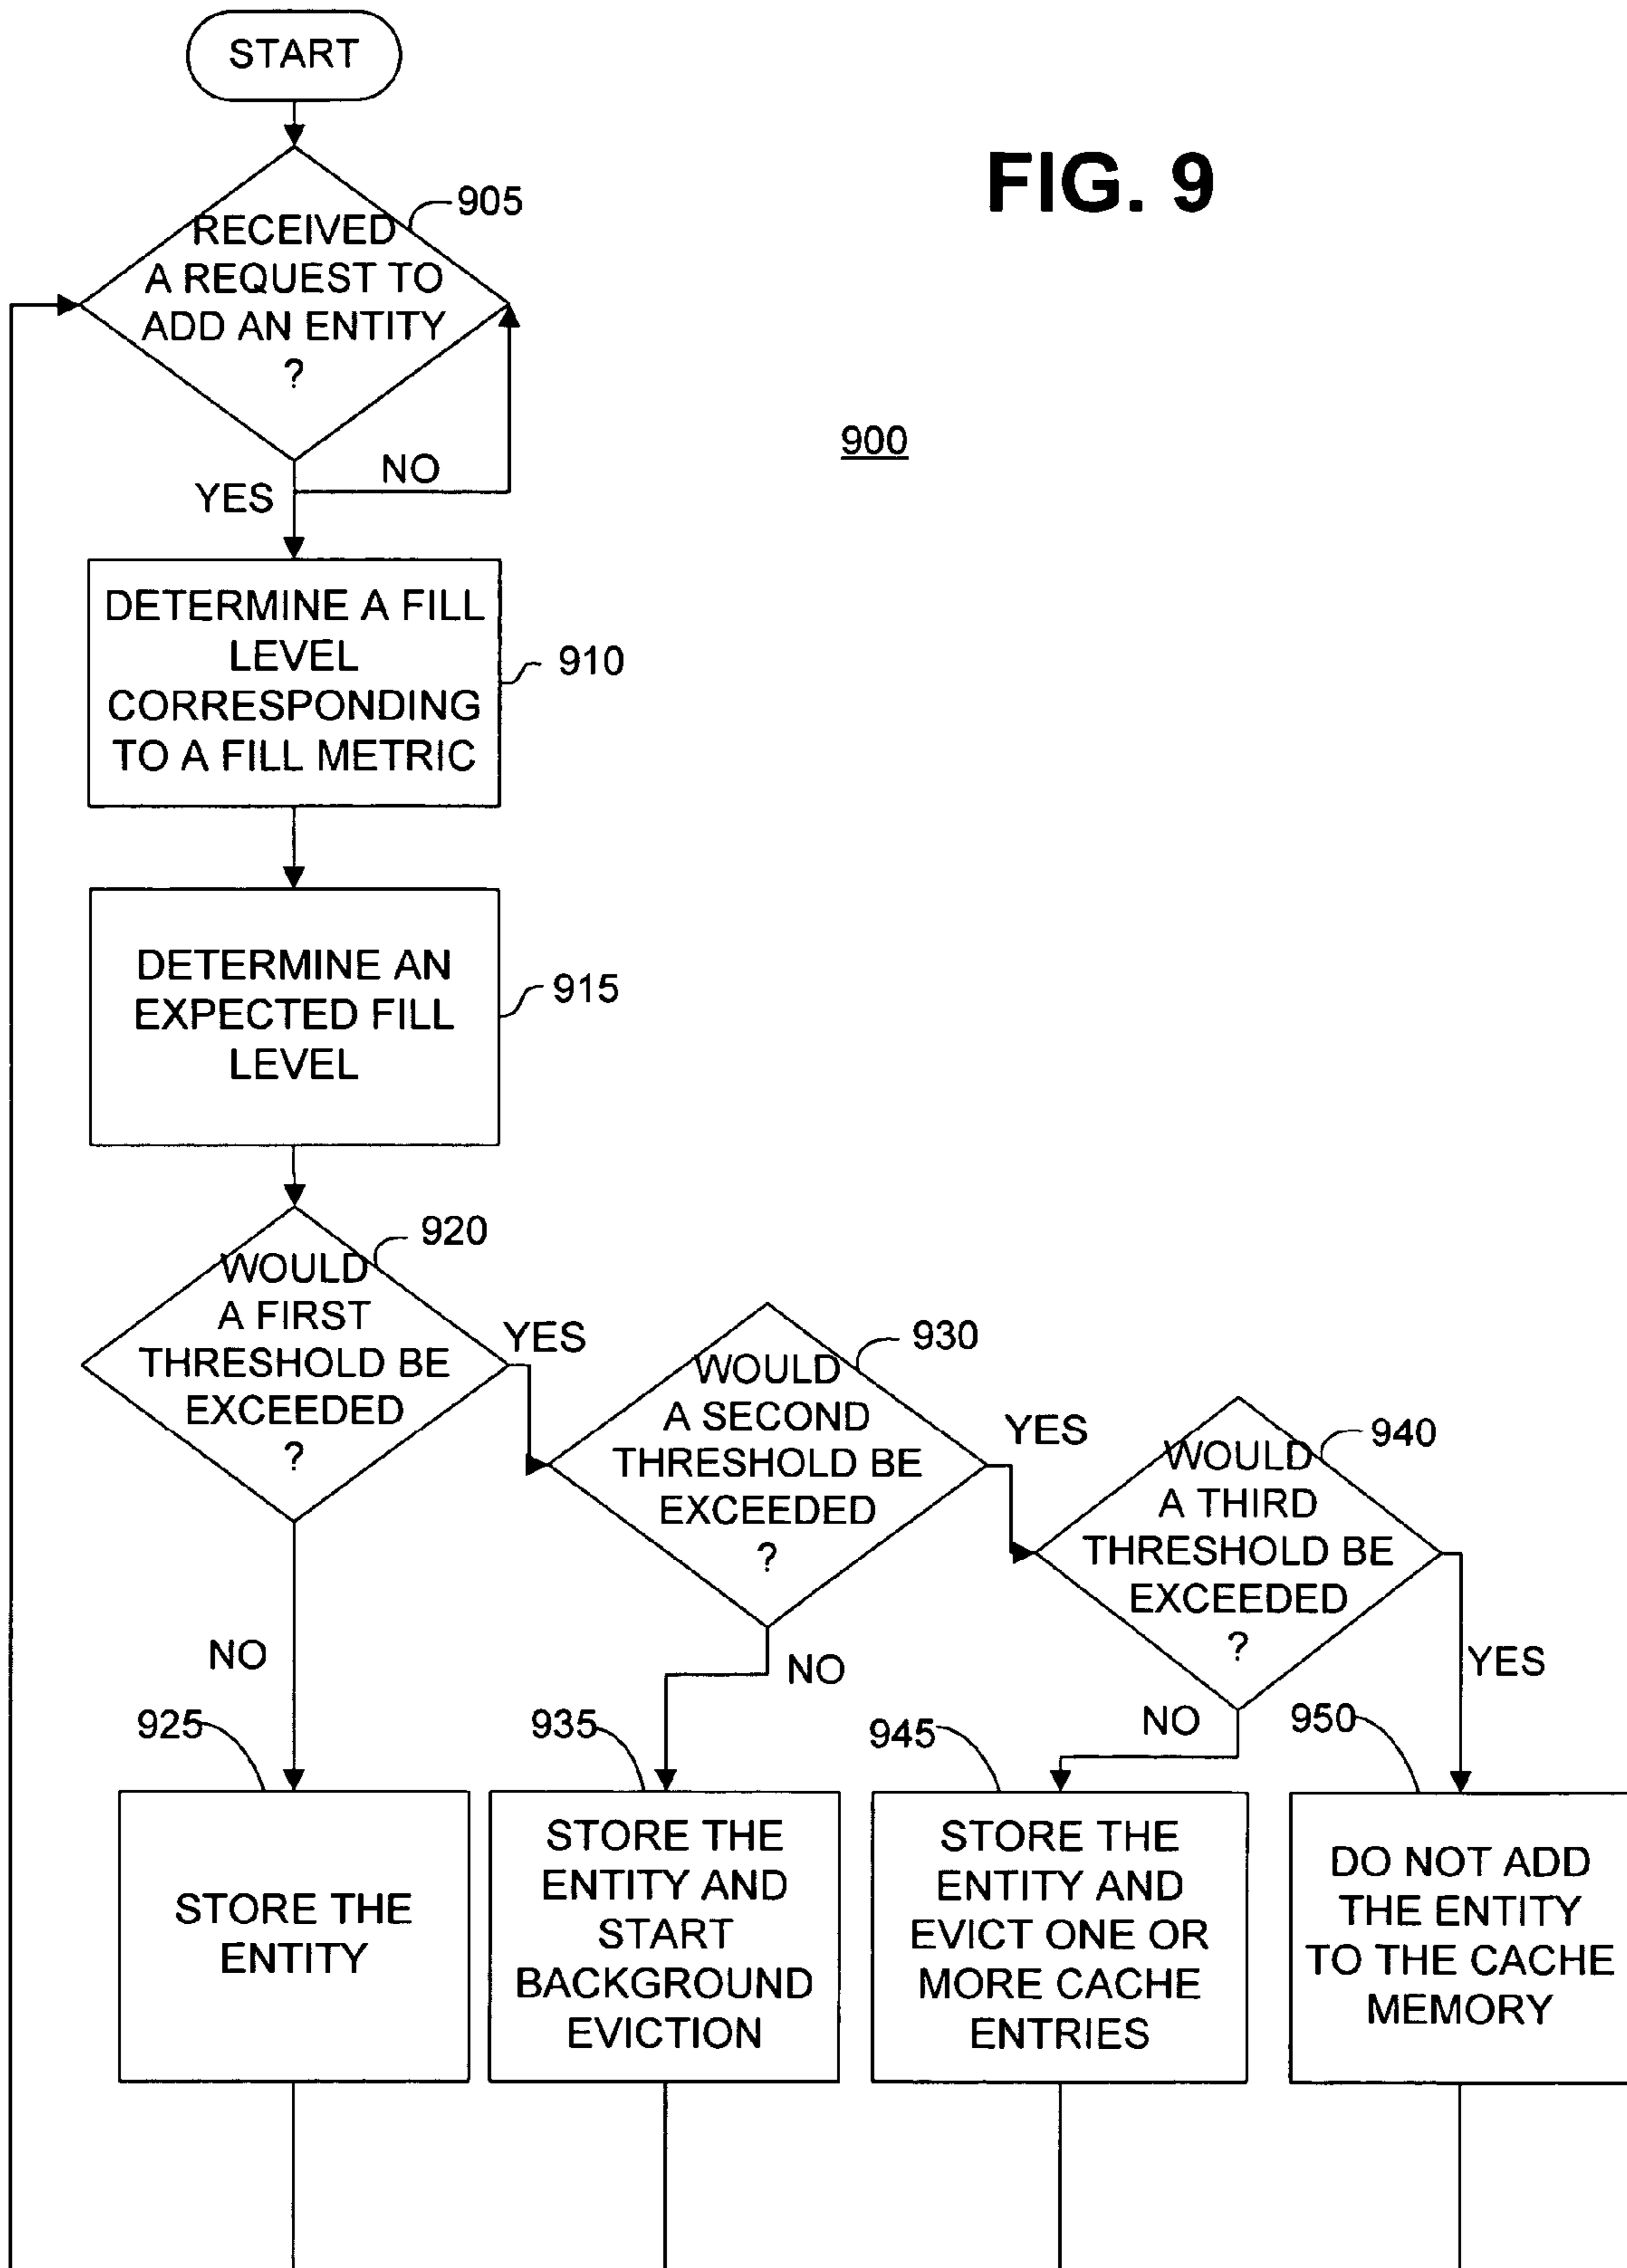 START
FIG. 9
905
RECEIVED
A REQUEST TO
ADD AN ENTITY
?
900
NO
YES
DETERMINE A FILL
LEVEL
CORRESPONDING
TO A FILL METRIC
910
DETERMINE AN
EXPECTED FILL
LEVEL
915
920
WOULD
A FIRST
THRESHOLD BE
EXCEEDED
?
YES
930
WOULD
A SECOND
THRESHOLD BE
EXCEEDED
?
YES
940
WOULD
A THIRD
THRESHOLD BE
EXCEEDED
?
NO
NO
NO
YES
925
935
945
950
STORE THE
ENTITY
STORE THE
ENTITY AND
START
BACKGROUND
EVICTION
STORE THE
ENTITY AND
EVICT ONE OR
MORE CACHE
ENTRIES
DO NOT ADD
THE ENTITY
TO THE CACHE
MEMORY